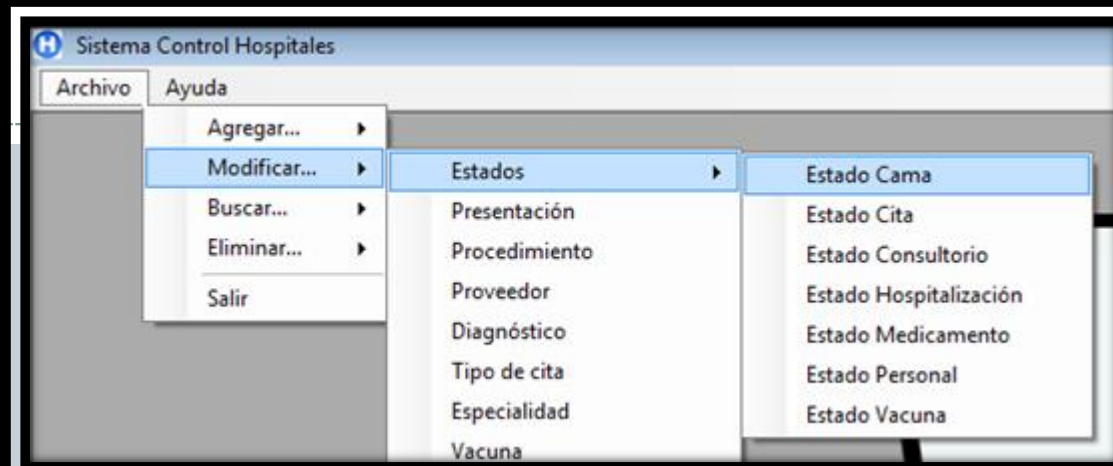 H Sistema Control Hospitales
Archivo Ayuda
Agregar...
Modificar...
Buscar...
Eliminar...
Salir
Estados
Presentación
Procedimiento
Proveedor
Diagnóstico
Tipo de cita
Especialidad
Vacuna
Estado Cama
Estado Cita
Estado Consultorio
Estado Hospitalización
Estado Medicamento
Estado Personal
Estado Vacuna